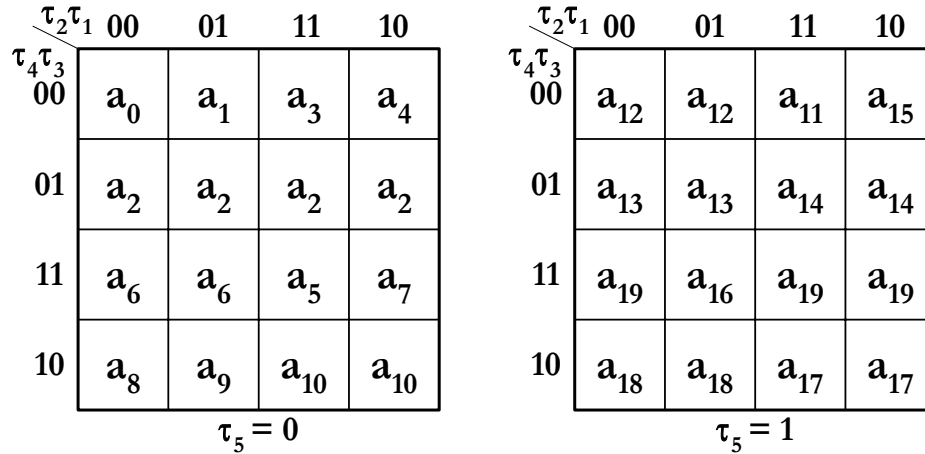 τ₂τ₁ 00 01 11 10 τ₂τ₁ 00 01 11 10
τ₄τ₃ τ₄τ₃
00 a₀ a₁ a₃ a₄ 00 a₁₂ a₁₂ a₁₁ a₁₅
01 a₂ a₂ a₂ a₂ 01 a₁₃ a₁₃ a₁₄ a₁₄
11 a₆ a₆ a₅ a₇ 11 a₁₉ a₁₆ a₁₉ a₁₉
10 a₈ a₉ a₁₀ a₁₀ 10 a₁₈ a₁₈ a₁₇ a₁₇
τ₅ = 0 τ₅ = 1